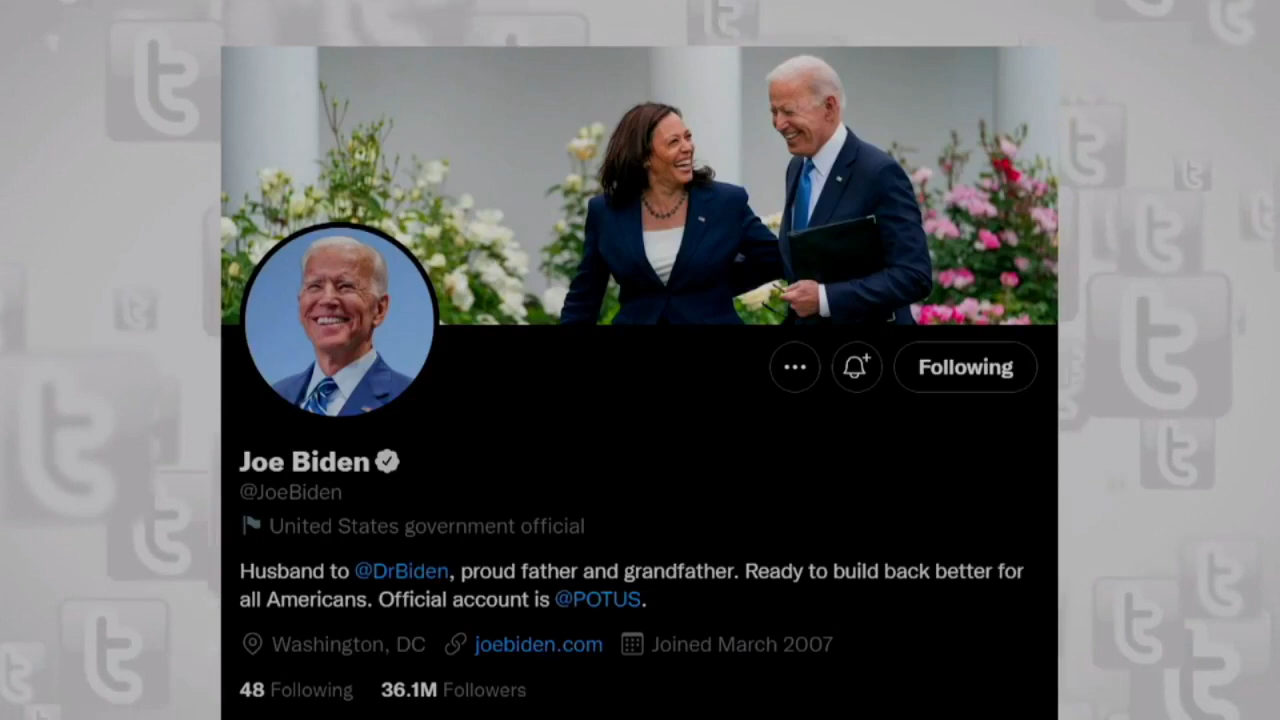 Following
Joe Biden
@JoeBiden
United States government official
Husband to @DrBiden, proud father and grandfather. Ready to build back better for
all Americans. Official account is @POTUS.
Washington, DC joebiden.com Joined March 2007
48 Following 36.1M Followers